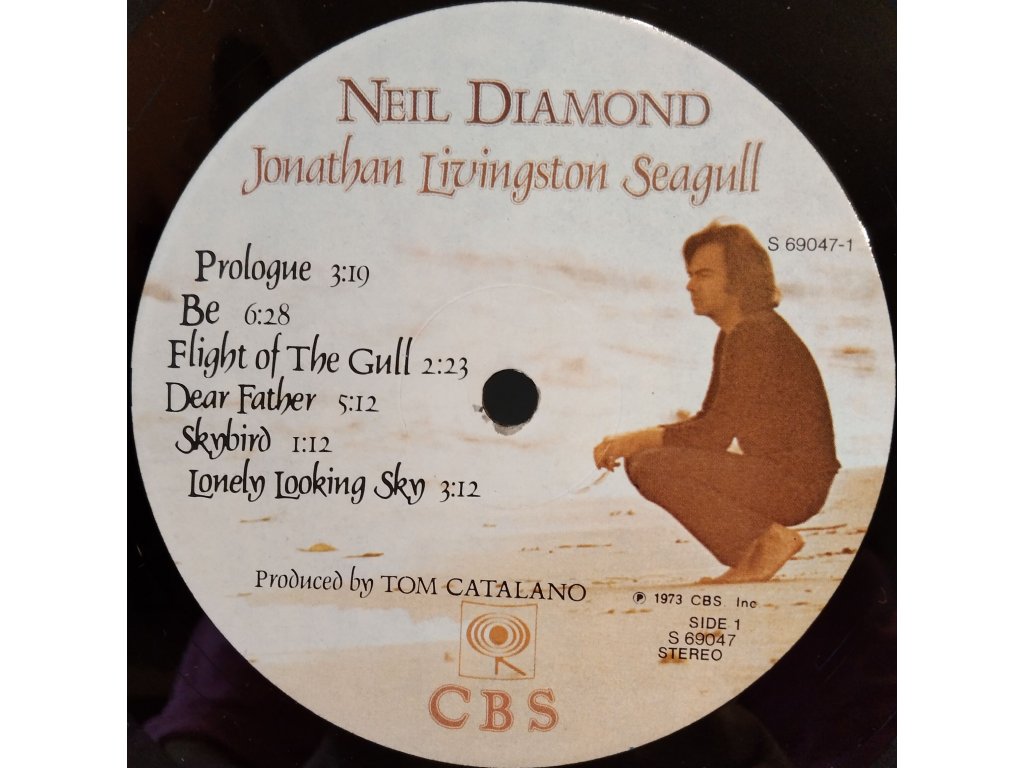 NEIL DIAMOND
Jonathan Livingston Seagull
S 69047-1
Prologue 3:19
Be 6:28
Flight of The Gull 2:23
Dear Father 5:12
Skybird 1:12
Lonely Looking Sky 3:12
Produced by TOM CATALANO
℗ 1973 CBS Inc
SIDE 1
S 69047
STEREO
CBS